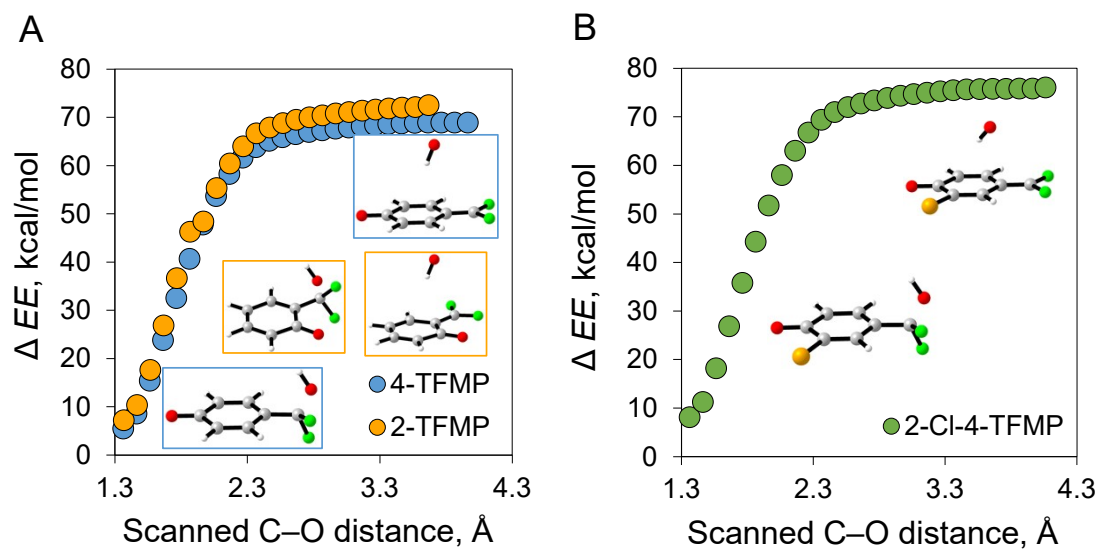 A
Δ EE, kcal/mol
80
70
60
50
40
30
20
10
0
1.3
2.3
3.3
4.3
Scanned C–O distance, Å
4-TFMP
2-TFMP
B
Δ EE, kcal/mol
80
70
60
50
40
30
20
10
0
1.3
2.3
3.3
4.3
Scanned C–O distance, Å
2-Cl-4-TFMP